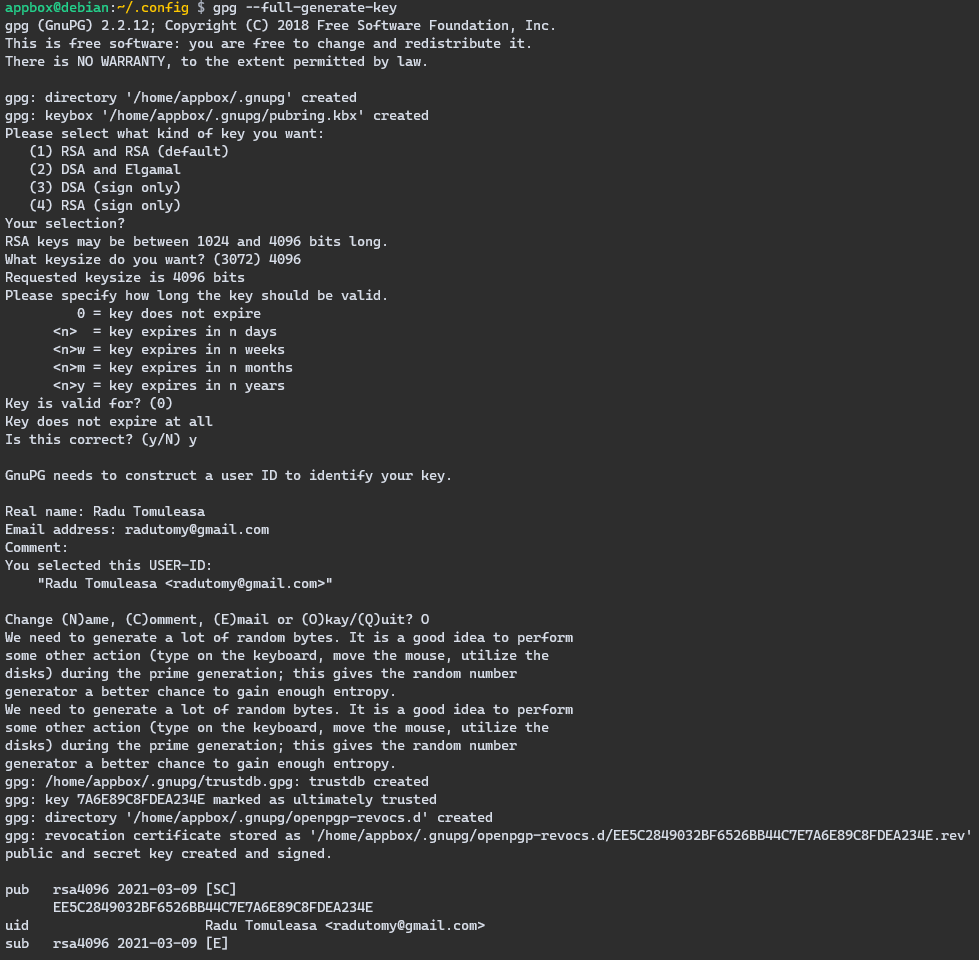 appbox@debian:~/.config $ gpg --full-generate-key
gpg (GnuPG) 2.2.12; Copyright (C) 2018 Free Software Foundation, Inc.
This is free software: you are free to change and redistribute it.
There is NO WARRANTY, to the extent permitted by law.

gpg: directory '/home/appbox/.gnupg' created
gpg: keybox '/home/appbox/.gnupg/pubring.kbx' created
Please select what kind of key you want:
   (1) RSA and RSA (default)
   (2) DSA and Elgamal
   (3) DSA (sign only)
   (4) RSA (sign only)
Your selection?
RSA keys may be between 1024 and 4096 bits long.
What keysize do you want? (3072) 4096
Requested keysize is 4096 bits
Please specify how long the key should be valid.
         0 = key does not expire
      <n>  = key expires in n days
      <n>w = key expires in n weeks
      <n>m = key expires in n months
      <n>y = key expires in n years
Key is valid for? (0)
Key does not expire at all
Is this correct? (y/N) y

GnuPG needs to construct a user ID to identify your key.

Real name: Radu Tomuleasa
Email address: radutomy@gmail.com
Comment:
You selected this USER-ID:
    "Radu Tomuleasa <radutomy@gmail.com>"

Change (N)ame, (C)omment, (E)mail or (O)kay/(Q)uit? O
We need to generate a lot of random bytes. It is a good idea to perform
some other action (type on the keyboard, move the mouse, utilize the
disks) during the prime generation; this gives the random number
generator a better chance to gain enough entropy.
We need to generate a lot of random bytes. It is a good idea to perform
some other action (type on the keyboard, move the mouse, utilize the
disks) during the prime generation; this gives the random number
generator a better chance to gain enough entropy.
gpg: /home/appbox/.gnupg/trustdb.gpg: trustdb created
gpg: key 7A6E89C8FDEA234E marked as ultimately trusted
gpg: directory '/home/appbox/.gnupg/openpgp-revocs.d' created
gpg: revocation certificate stored as '/home/appbox/.gnupg/openpgp-revocs.d/EE5C2849032BF6526BB44C7E7A6E89C8FDEA234E.rev'
public and secret key created and signed.

pub   rsa4096 2021-03-09 [SC]
      EE5C2849032BF6526BB44C7E7A6E89C8FDEA234E
uid                      Radu Tomuleasa <radutomy@gmail.com>
sub   rsa4096 2021-03-09 [E]